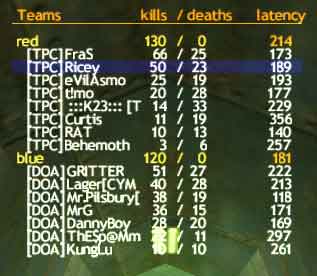 Teams kills / deaths latency
red 130 / 0 214
[TPC]FraS 66 / 25 173
[TPC]Ricey 50 / 23 189
[TPC]eVilAsmo 25 / 19 193
[TPC]t!mo 20 / 28 177
[TPC] :::K23::: [T 14 / 33 229
[TPC]Curtis 11 / 19 356
[TPC]RAT 10 / 13 140
[TPC]Behemoth 3 / 6 257
blue 120 / 0 181
[DOA]GRITTER 51 / 27 222
[DOA]Lager[CYM 40 / 28 213
[DOA]Mr.Pilsbury[ 38 / 19 118
[DOA]MrG 36 / 15 171
[DOA]DannyBoy 28 / 20 169
[DOA]ThESp@Mm / 11 297
[DOA]KungLu 10 / 10 261